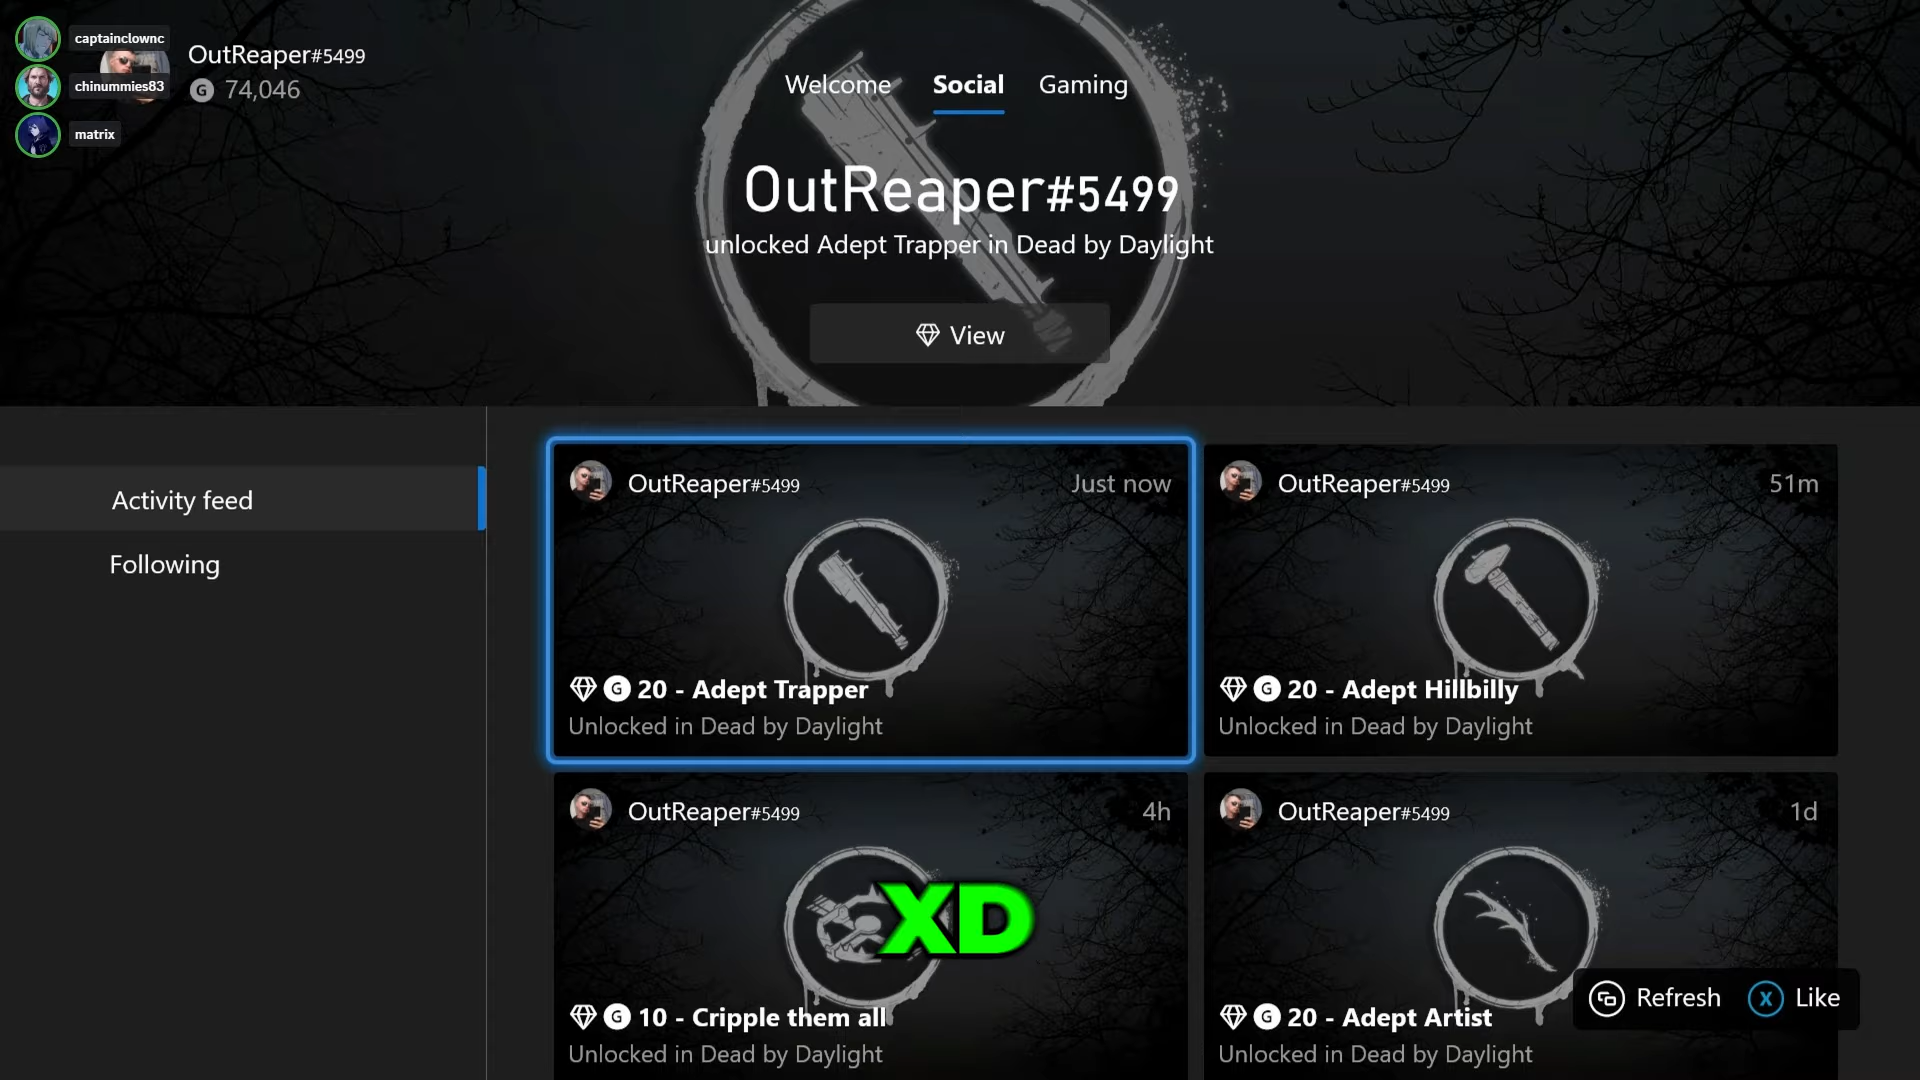 captainclownc
chinummies83
matrix
OutReaper#5499
G 74,046
Welcome Social Gaming
OutReaper#5499
unlocked Adept Trapper in Dead by Daylight
View
Activity feed
Following
OutReaper#5499 Just now
G 20 - Adept Trapper
Unlocked in Dead by Daylight
OutReaper#5499 51m
G 20 - Adept Hillbilly
Unlocked in Dead by Daylight
OutReaper#5499 4h
XD
G 10 - Cripple them all
Unlocked in Dead by Daylight
OutReaper#5499 1d
G 20 - Adept Artist
Unlocked in Dead by Daylight
Refresh X Like